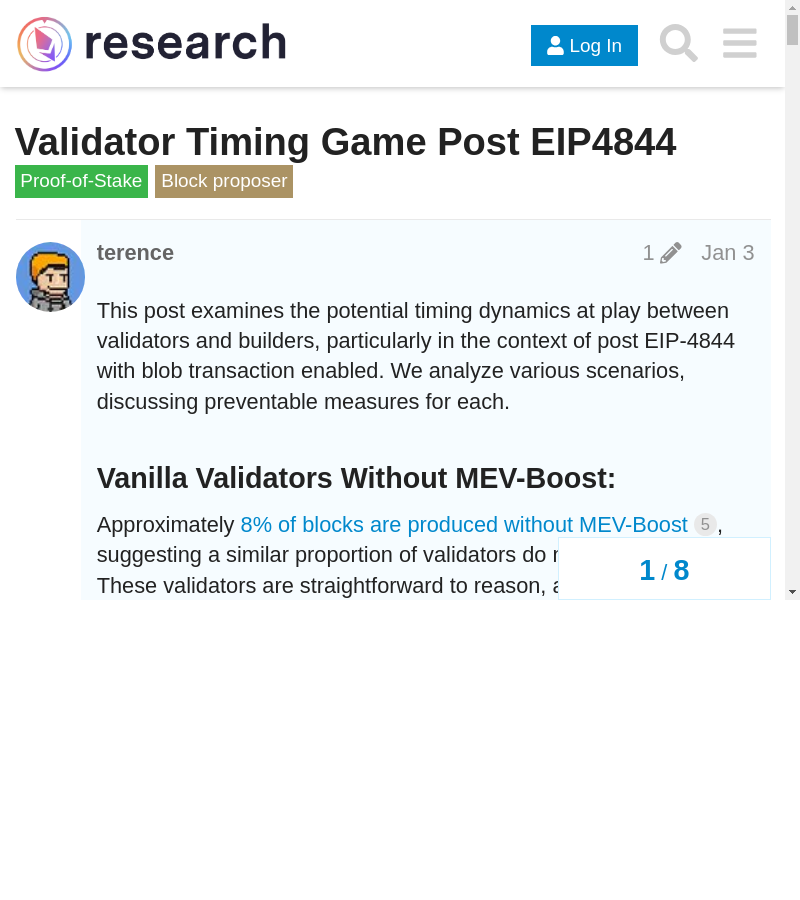 research
Log In
Validator Timing Game Post EIP4844
Proof-of-Stake Block proposer
terence
1 Jan 3
This post examines the potential timing dynamics at play between
validators and builders, particularly in the context of post EIP-4844
with blob transaction enabled. We analyze various scenarios,
discussing preventable measures for each.
Vanilla Validators Without MEV-Boost:
Approximately 8% of blocks are produced without MEV-Boost 5 ,
suggesting a similar proportion of validators do
These validators are straightforward to reason,
1 / 8